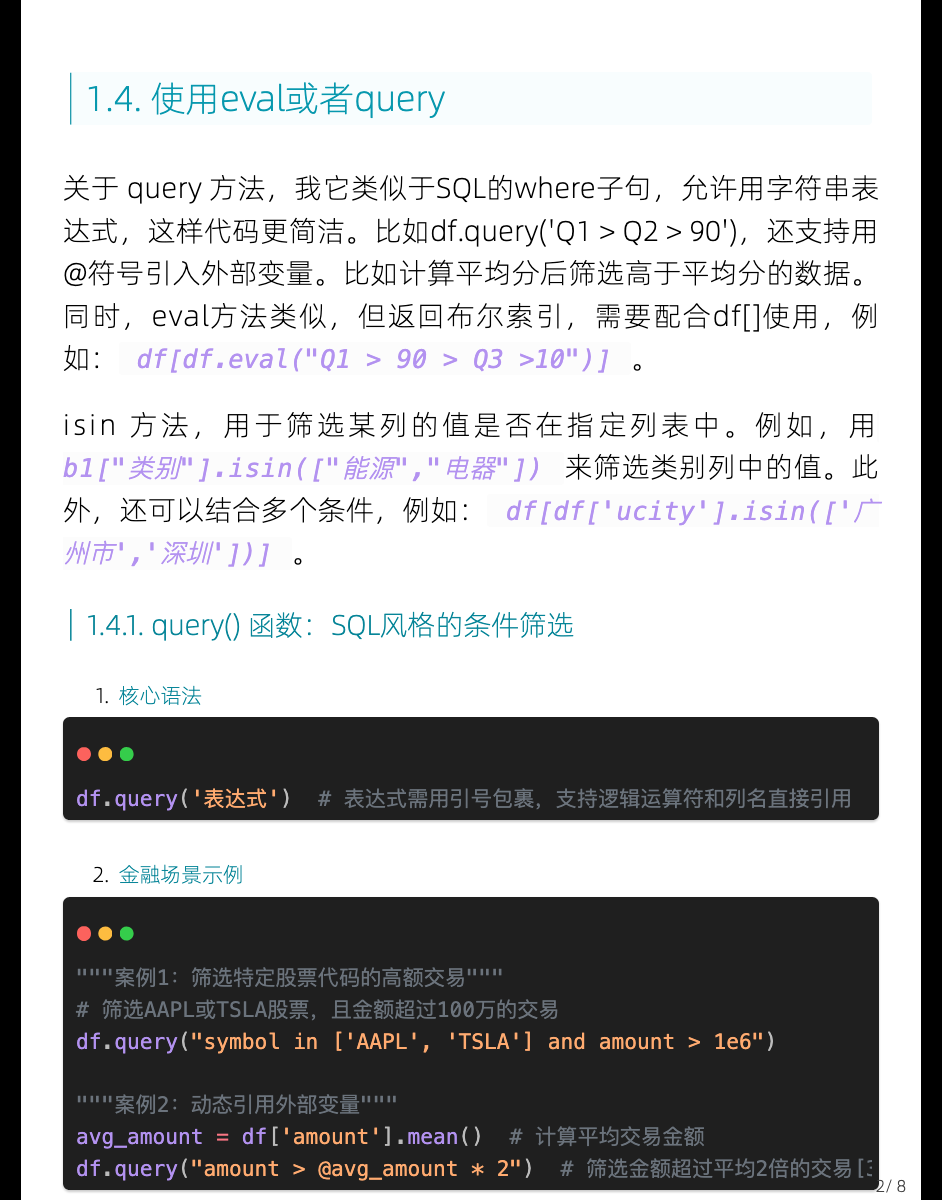 1.4. 使用eval或者query
关于 query 方法，我它类似于SQL的where子句，允许用字符串表
达式，这样代码更简洁。比如df.query('Q1 > Q2 > 90')，还支持用
@符号引入外部变量。比如计算平均分后筛选高于平均分的数据。
同时，eval方法类似，但返回布尔索引，需要配合df[]使用，例
如： df[df.eval("Q1 > 90 > Q3 >10")] 。
isin 方法，用于筛选某列的值是否在指定列表中。例如，用
b1["类别"].isin(["能源","电器"]) 来筛选类别列中的值。此
外，还可以结合多个条件，例如： df[df['ucity'].isin(['广
州市','深圳'])] 。
1.4.1. query() 函数：SQL风格的条件筛选
1. 核心语法
df.query('表达式')  # 表达式需用引号包裹，支持逻辑运算符和列名直接引用
2. 金融场景示例
"""案例1：筛选特定股票代码的高额交易"""
# 筛选AAPL或TSLA股票，且金额超过100万的交易
df.query("symbol in ['AAPL', 'TSLA'] and amount > 1e6")
"""案例2：动态引用外部变量"""
avg_amount = df['amount'].mean()  # 计算平均交易金额
df.query("amount > @avg_amount * 2")  # 筛选金额超过平均2倍的交易[
2/ 8